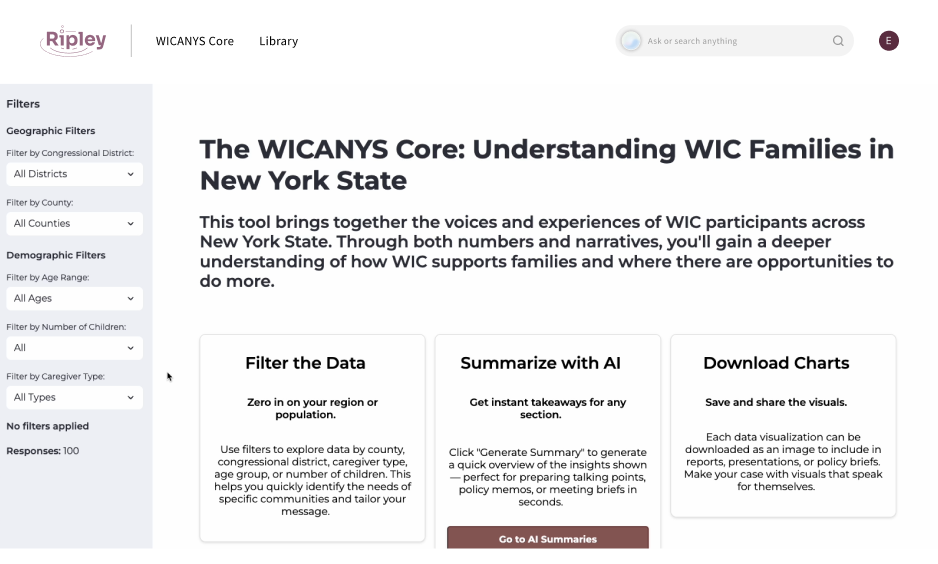 Ripley
WICANYS Core
Library
Ask or search anything
E
Filters
Geographic Filters
Filter by Congressional District:
All Districts
Filter by County:
All Counties
Demographic Filters
Filter by Age Range:
All Ages
Filter by Number of Children:
All
Filter by Caregiver Type:
All Types
No filters applied
Responses: 100
The WICANYS Core: Understanding WIC Families in
New York State
This tool brings together the voices and experiences of WIC participants across
New York State. Through both numbers and narratives, you'll gain a deeper
understanding of how WIC supports families and where there are opportunities to
do more.
Filter the Data
Zero in on your region or
population.
Use filters to explore data by county,
congressional district, caregiver type,
age group, or number of children. This
helps you quickly identify the needs of
specific communities and tailor your
message.
Summarize with AI
Get instant takeaways for any
section.
Click "Generate Summary" to generate
a quick overview of the insights shown
— perfect for preparing talking points,
policy memos, or meeting briefs in
seconds.
Go to AI Summaries
Download Charts
Save and share the visuals.
Each data visualization can be
downloaded as an image to include in
reports, presentations, or policy briefs.
Make your case with visuals that speak
for themselves.